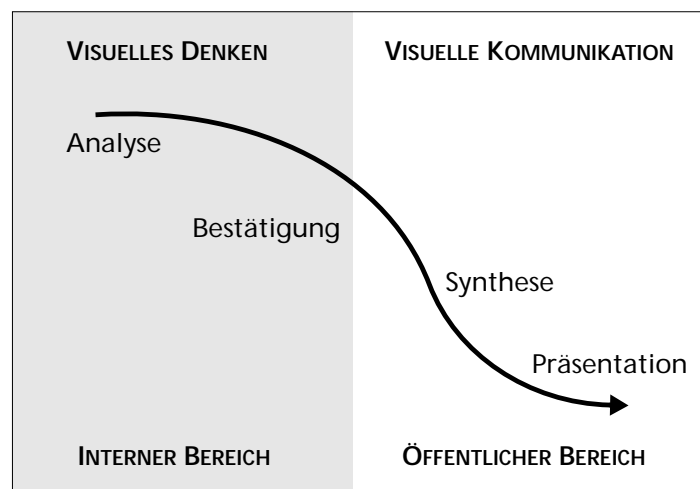 VISUELLES DENKEN
VISUELLE KOMMUNIKATION
Analyse
Bestätigung
Synthese
Präsentation
INTERNER BEREICH
ÖFFENTLICHER BEREICH